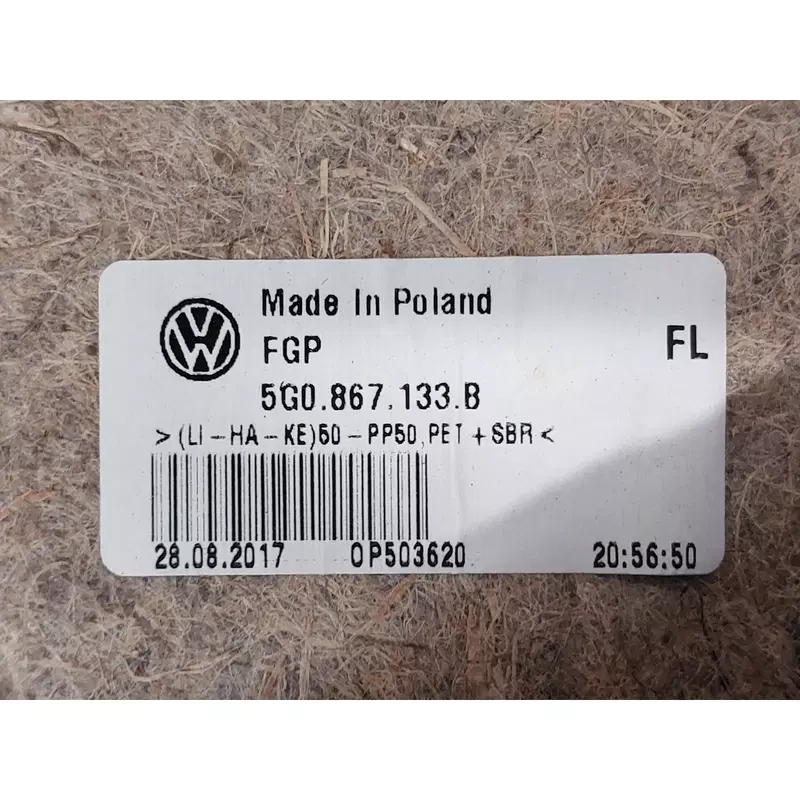 Made In Poland
FGP
FL
5G0.867.133.B
>(LI-HA-KE)50-PP50,PET+SBR<
28.08.2017 OP503620 20:56:50